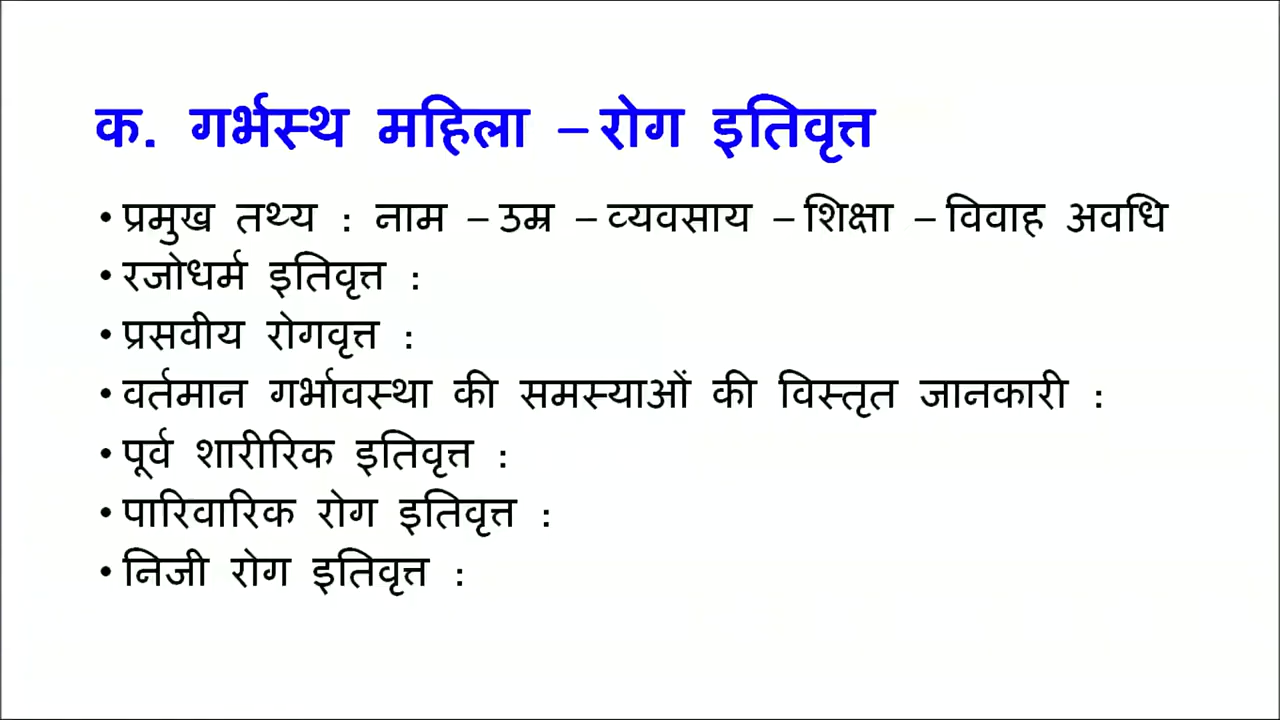 क. गर्भस्थ महिला – रोग इतिवृत्त
• प्रमुख तथ्य : नाम – उम्र – व्यवसाय – शिक्षा – विवाह अवधि
• रजोधर्म इतिवृत्त :
• प्रसवीय रोगवृत्त :
• वर्तमान गर्भावस्था की समस्याओं की विस्तृत जानकारी :
• पूर्व शारीरिक इतिवृत्त :
• पारिवारिक रोग इतिवृत्त :
• निजी रोग इतिवृत्त :